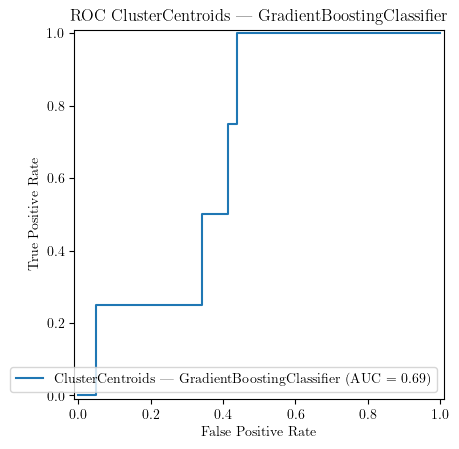 ROC ClusterCentroids — GradientBoostingClassifier
1.0
0.8
0.6
0.4
0.2
0.0
True Positive Rate
ClusterCentroids — GradientBoostingClassifier (AUC = 0.69)
0.0 0.2 0.4 0.6 0.8 1.0
False Positive Rate